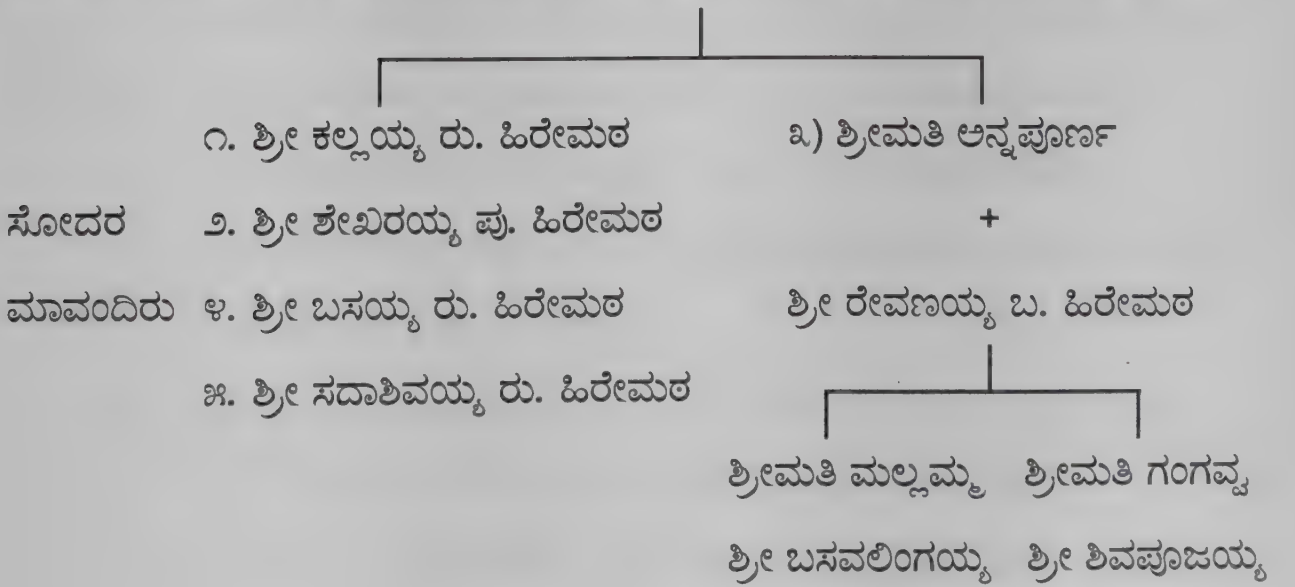 ೧. ಶ್ರೀ ಕಲ್ಲಯ್ಯ ರು. ಹಿರೇಮಠ ೩) ಶ್ರೀಮತಿ ಅನ್ನಪೂರ್ಣ
ಸೋದರ ೨. ಶ್ರೀ ಶೇಖರಯ್ಯ ಪು. ಹಿರೇಮಠ +
ಮಾವಂದಿರು ೪. ಶ್ರೀ ಬಸಯ್ಯ ರು. ಹಿರೇಮಠ ಶ್ರೀ ರೇವಣಯ್ಯ ಬ. ಹಿರೇಮಠ
೫. ಶ್ರೀ ಸದಾಶಿವಯ್ಯ ರು. ಹಿರೇಮಠ
ಶ್ರೀಮತಿ ಮಲ್ಲಮ್ಮ ಶ್ರೀಮತಿ ಗಂಗವ್ವ
ಶ್ರೀ ಬಸವಲಿಂಗಯ್ಯ ಶ್ರೀ ಶಿವಪೂಜಯ್ಯ